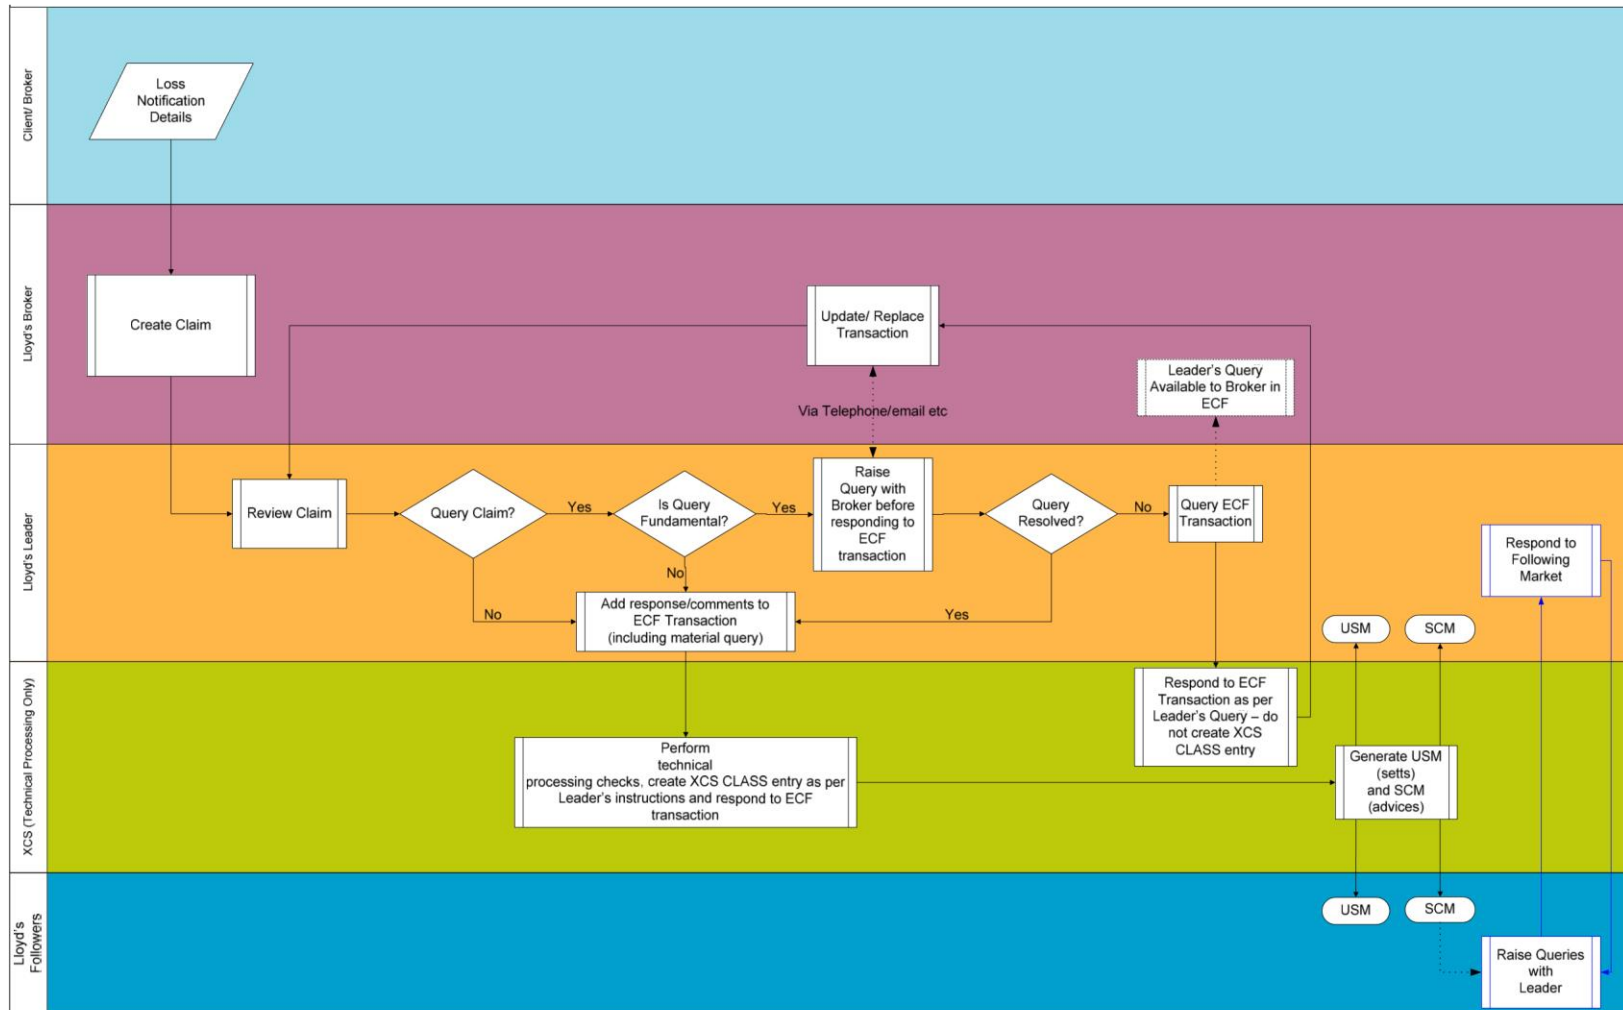 Client/ Broker
Loss
Notification
Details
Lloyd's Broker
Create Claim
Update/ Replace
Transaction
Via Telephone/email etc
Leader's Query
Available to Broker in
ECF
Lloyd's Leader
Review Claim
Query Claim?
Yes
No
Is Query
Fundamental?
Yes
No
Raise
Query with
Broker before
responding to
ECF
transaction
Query
Resolved?
No
Yes
Query ECF
Transaction
Add response/comments to
ECF Transaction
(including material query)
Respond to
Following
Market
USM
SCM
XCS (Technical Processing Only)
Perform
technical
processing checks, create XCS CLASS entry as per
Leader's instructions and respond to ECF
transaction
Respond to ECF
Transaction as per
Leader's Query – do
not create XCS
CLASS entry
Generate USM
(setts)
and SCM
(advices)
Lloyd's
Followers
USM
SCM
Raise Queries
with
Leader